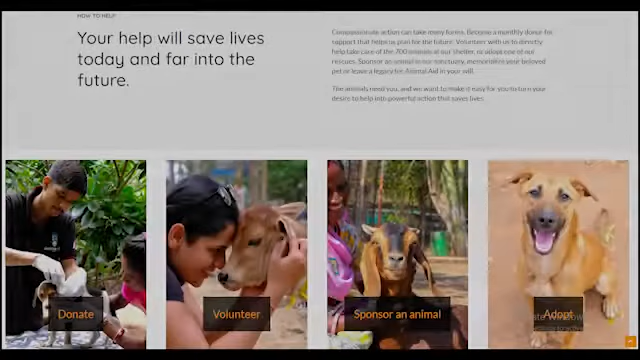 HOW TO HELP
Your help will save lives
today and far into the
future.
Compassionate action can take many forms. Become a monthly donor for
support that helps us plan for the future. Volunteer with us to directly
help take care of the 700 animals at our shelter, or adopt one of our
rescues. Sponsor an animal in our sanctuary, memorialize your beloved
pet or leave a legacy for Animal Aid in your will.
The animals need you, and we want to make it easy for you to turn your
desire to help into powerful action that saves lives.
Donate
Volunteer
Sponsor an animal
Adopt